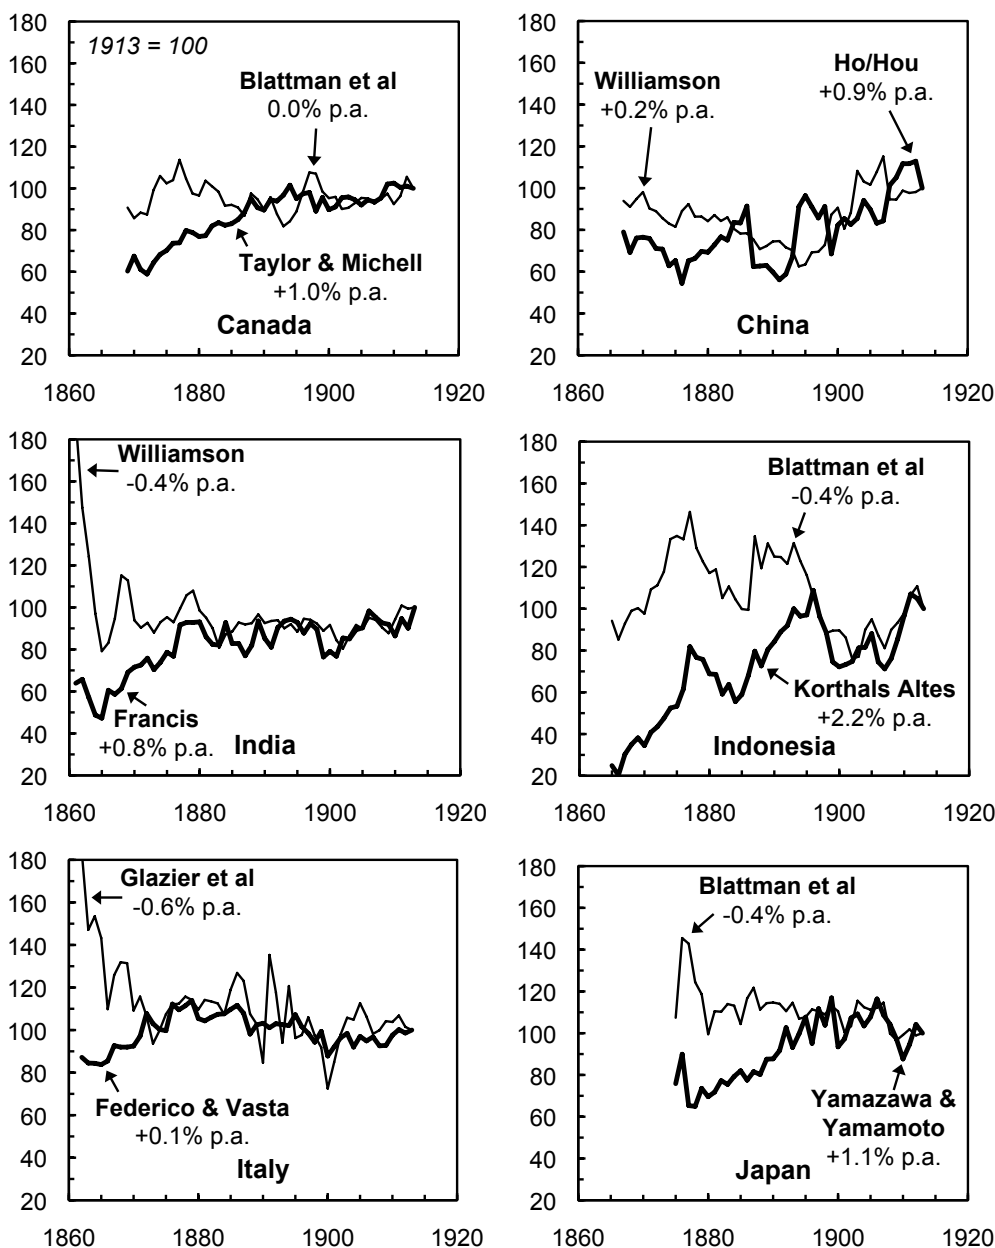 180
160
140
120
100
80
60
40
20
1913 = 100
Blattman et al
0.0% p.a.
Taylor & Michell
+1.0% p.a.
Canada
1860
1880
1900
1920
180
160
140
120
100
80
60
40
20
Williamson
+0.2% p.a.
Ho/Hou
+0.9% p.a.
China
1860
1880
1900
1920
180
160
140
120
100
80
60
40
20
Williamson
-0.4% p.a.
Francis
+0.8% p.a.
India
1860
1880
1900
1920
180
160
140
120
100
80
60
40
20
Blattman et al
-0.4% p.a.
Korthals Altes
+2.2% p.a.
Indonesia
1860
1880
1900
1920
180
160
140
120
100
80
60
40
20
Glazier et al
-0.6% p.a.
Federico & Vasta
+0.1% p.a.
Italy
1860
1880
1900
1920
180
160
140
120
100
80
60
40
20
Blattman et al
-0.4% p.a.
Yamazawa &
Yamamoto
+1.1% p.a.
Japan
1860
1880
1900
1920